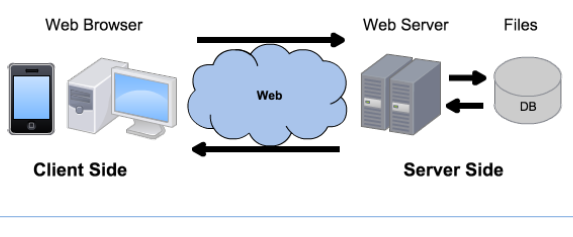 Web Browser
Web Server
Files
Web
DB
Client Side
Server Side